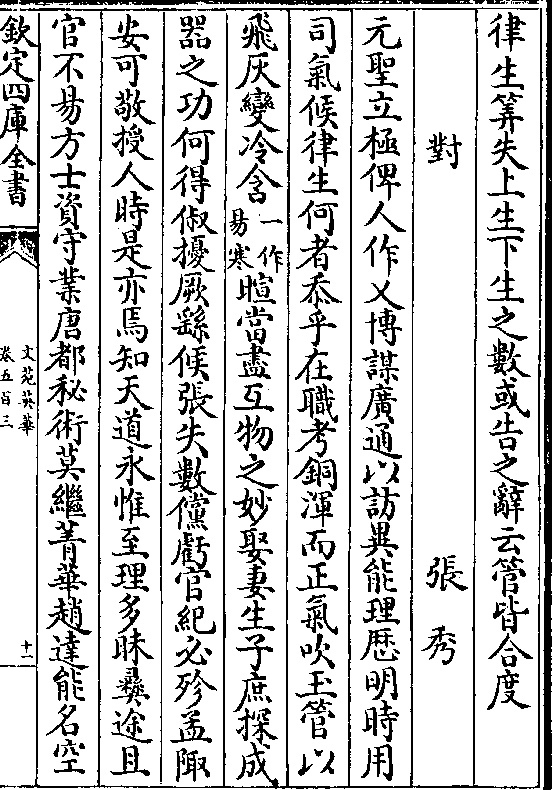 律生筭失上生下生之數或告之辭云管皆合度
對　張秀
元聖立極俾人作乂博謀廣通以訪異能理歴明時用
司氣候律生何者忝乎在職考銅渾而正氣吹玉管以
飛灰變冷含一作易寒暄當盡互物之妙娶妻生子庶探成
器之功何得俶擾厥繇候張失數儻虧官紀必殄孟陬
安可敬授人時是亦焉知天道永惟至理多昧彞途且
官不易方士資守業唐都秘術莫繼菁華趙達能名空
欽定四庫全書
文苑英華
卷五百三
十一